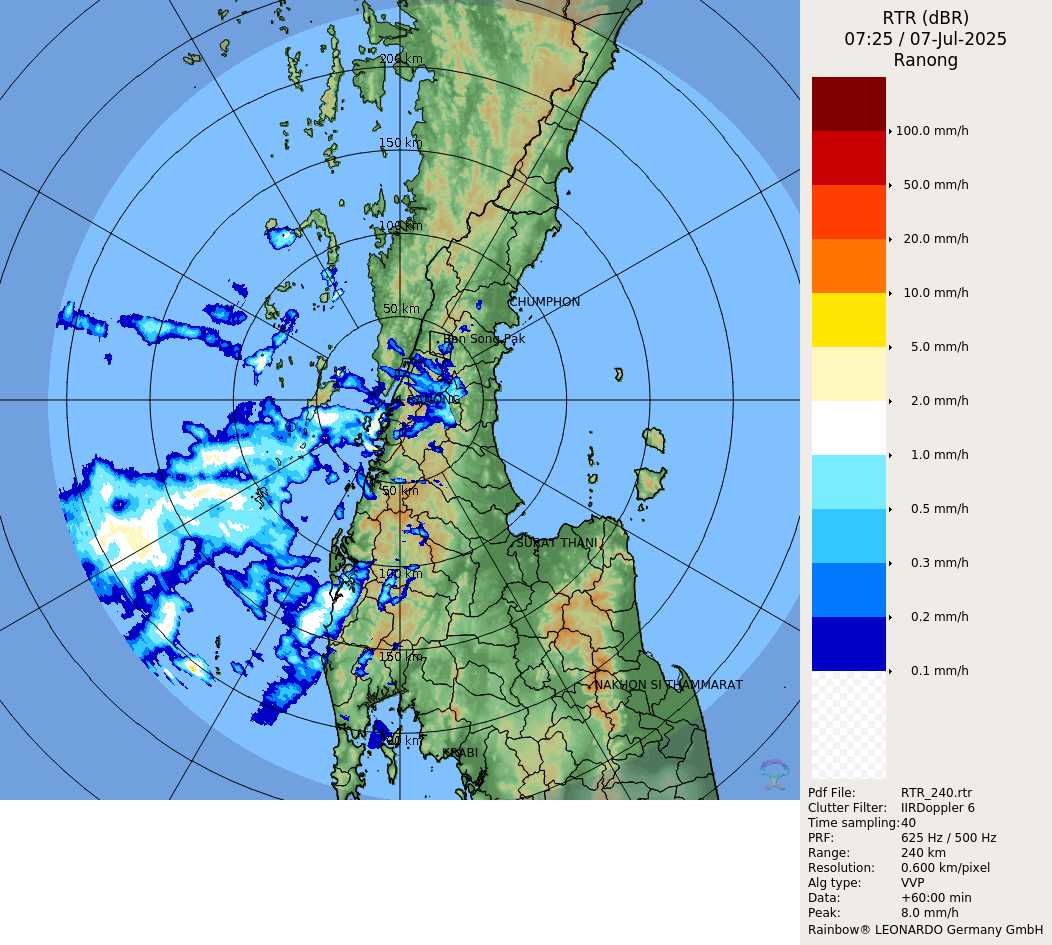 RTR (dBR)
07:25 / 07-Jul-2025
Ranong
100.0 mm/h
50.0 mm/h
20.0 mm/h
10.0 mm/h
5.0 mm/h
2.0 mm/h
1.0 mm/h
0.5 mm/h
0.3 mm/h
0.2 mm/h
0.1 mm/h
200 km
150 km
100 km
50 km
CHUMPHON
Ban Song Pak
RANONG
50 km
SURAT THANI
100 km
150 km
NAKHON SI THAMMARAT
KRABI
Pdf File: RTR_240.rtr
Clutter Filter: IIRDoppler 6
Time sampling: 40
PRF: 625 Hz / 500 Hz
Range: 240 km
Resolution: 0.600 km/pixel
Alg type: VVP
Data: +60:00 min
Peak: 8.0 mm/h
Rainbow® LEONARDO Germany GmbH